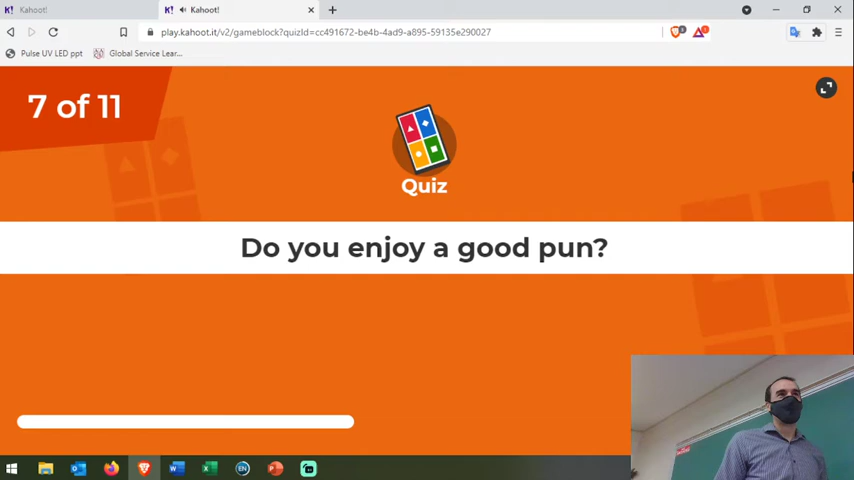 Kahoot!
Kahoot!
play.kahoot.it/v2/gameblock?quizId=cc491672-be4b-4ad9-a895-59135e290027
Pulse UV LED ppt
Global Service Lear...
7 of 11
Quiz
Do you enjoy a good pun?